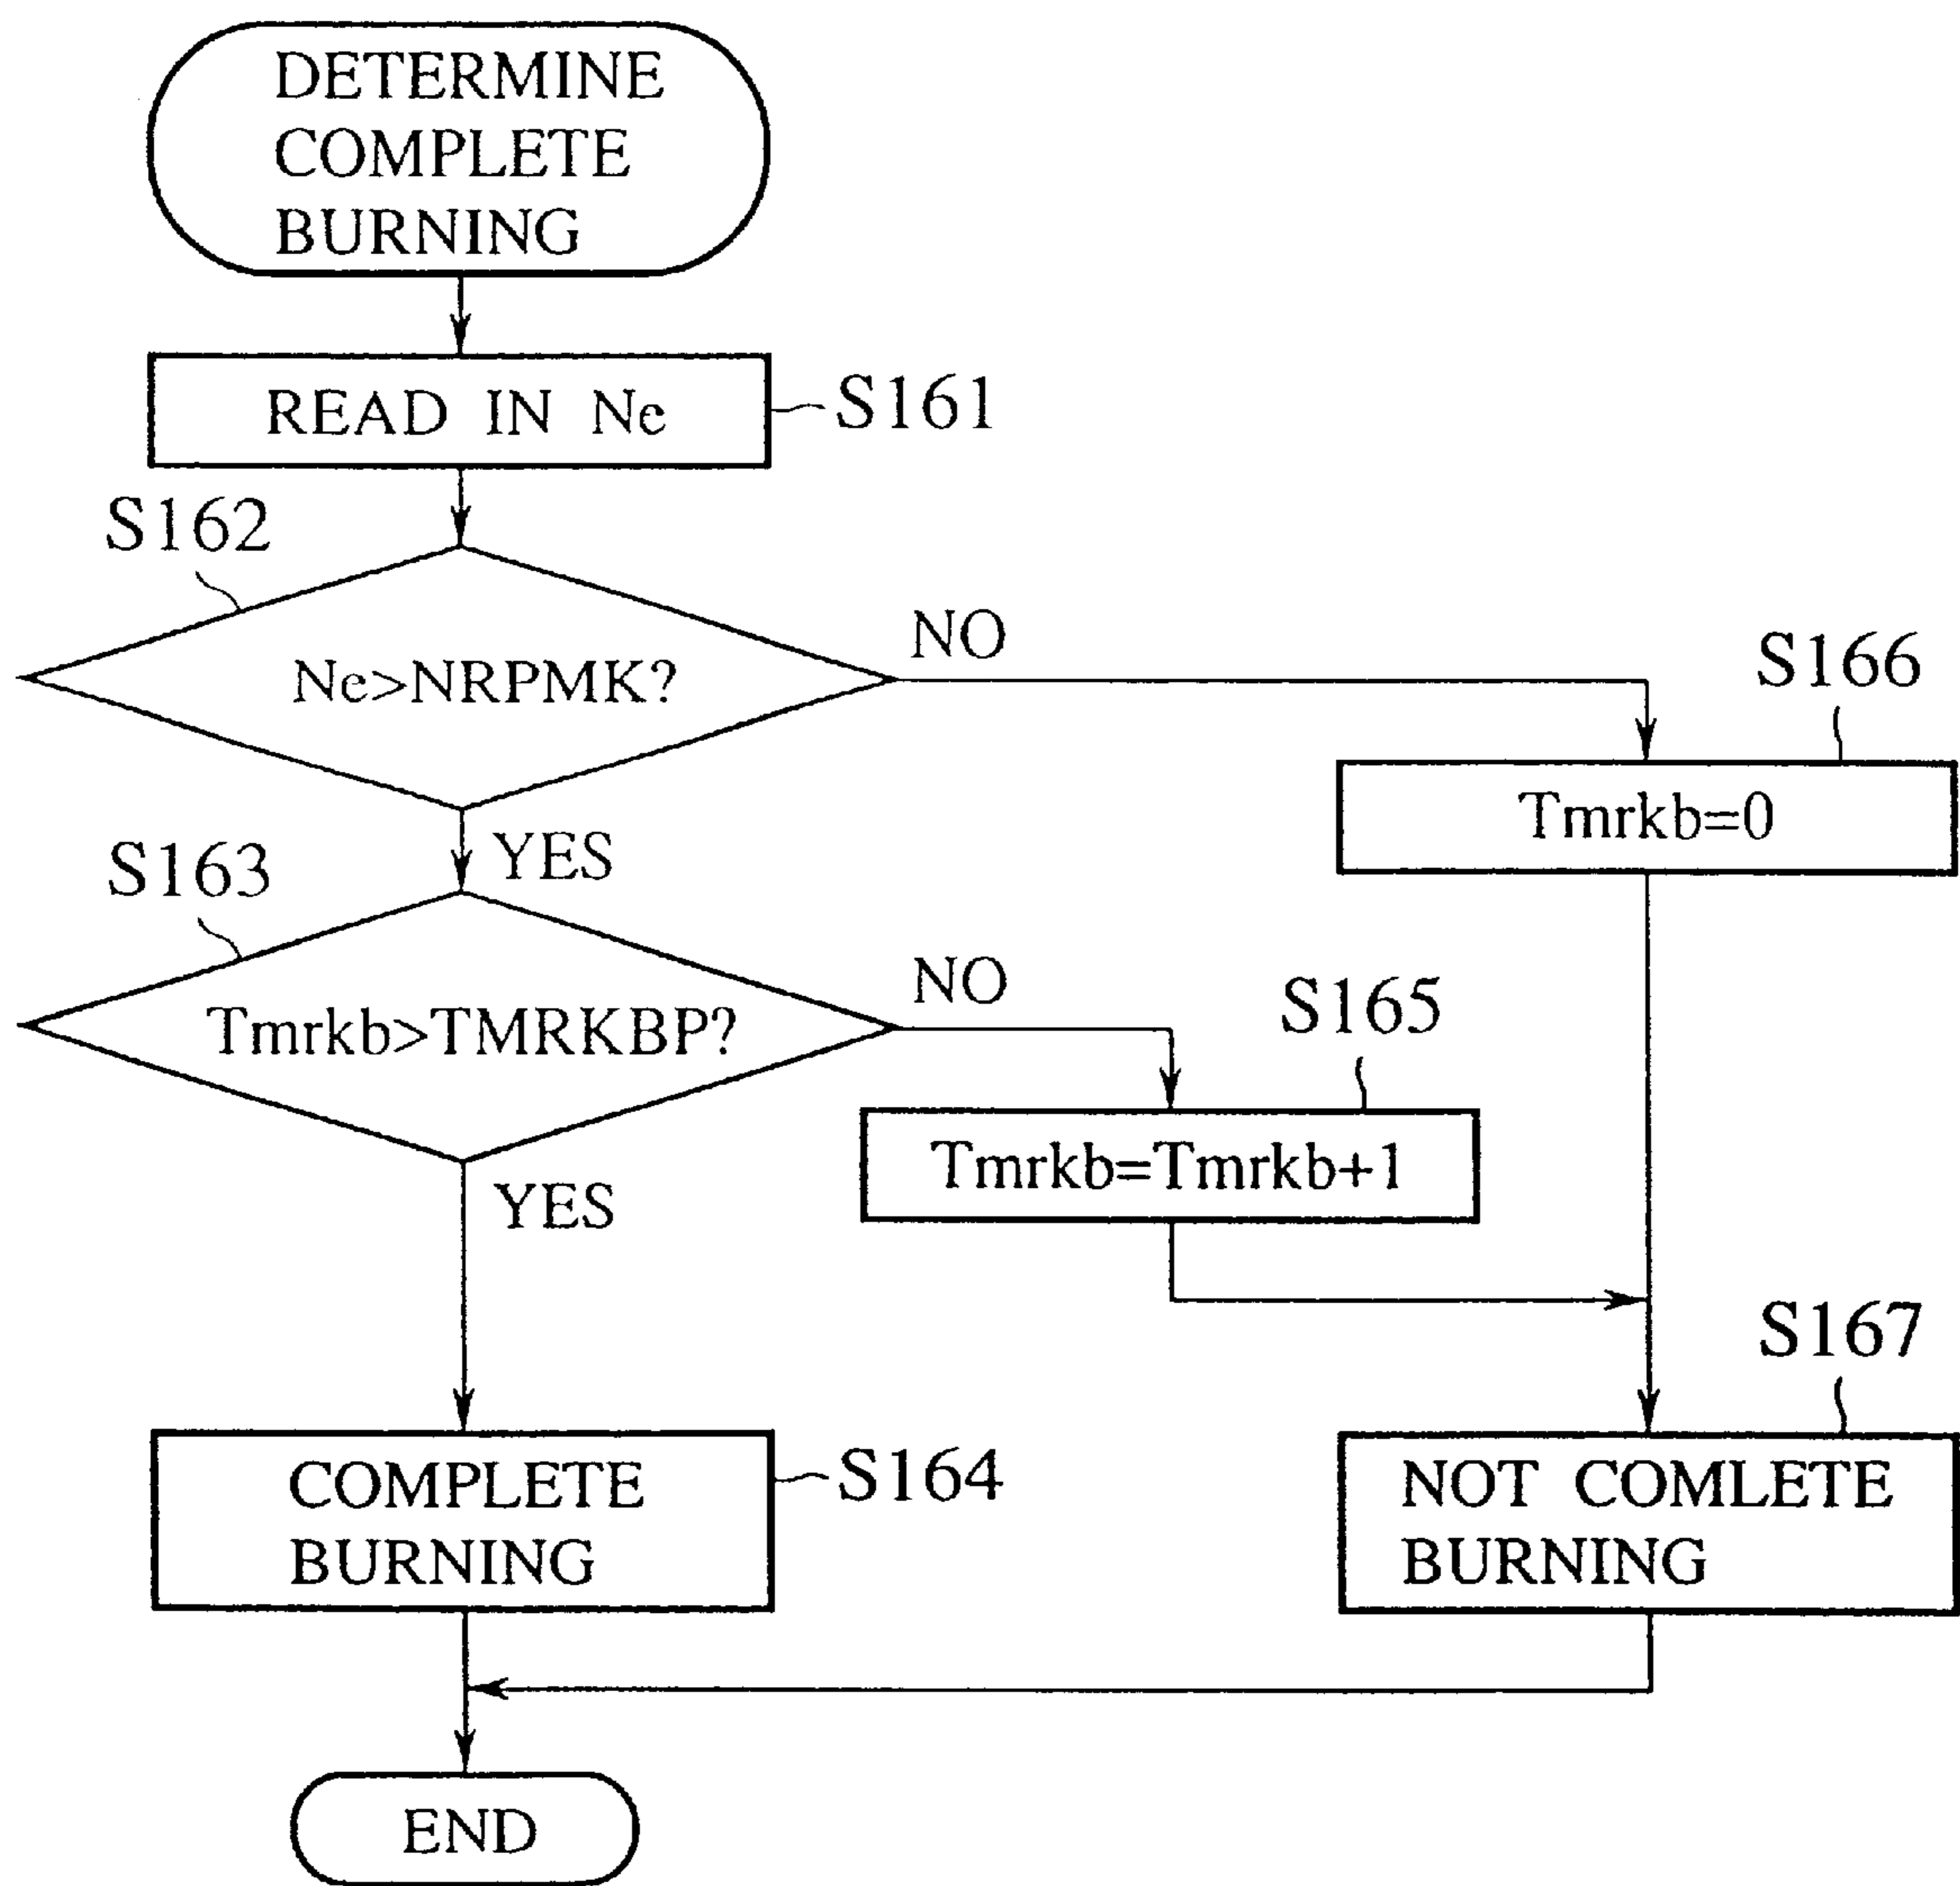 DETERMINE
COMPLETE
BURNING
READ IN Ne
S161
S162
Ne>NRPMK?
NO
YES
S166
Tmrkb=0
S163
Tmrkb>TMRKBP?
NO
YES
S165
Tmrkb=Tmrkb+1
COMPLETE
BURNING
S164
S167
NOT COMLETE
BURNING
END